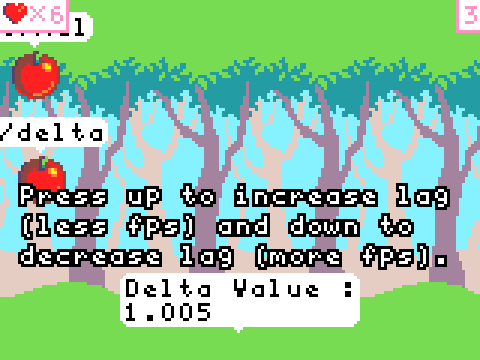 ×6
3
/delta
Press up to increase lag
(less fps) and down to
decrease lag (more fps).
Delta Value :
1.005